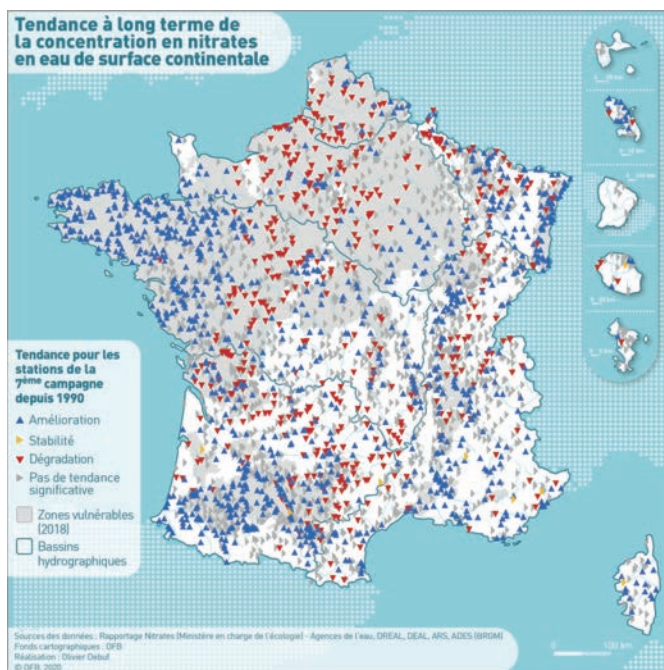 Tendance à long terme de
la concentration en nitrates
en eau de surface continentale
Tendance pour les
stations de la
7ème campagne
depuis 1990
Amélioration
Stabilité
Dégradation
Pas de tendance
significative
Zones vulnérables
(2018)
Bassins
hydrographiques
Sources des données : Rapportage Nitrates (Ministère en charge de l'écologie) - Agences de l'eau, DREAL, DEAL, ARS, ADES (BRGM)
Fonds cartographiques : OFB
Réalisation : Olivier Debuf
© OFB, 2020
0 100 km